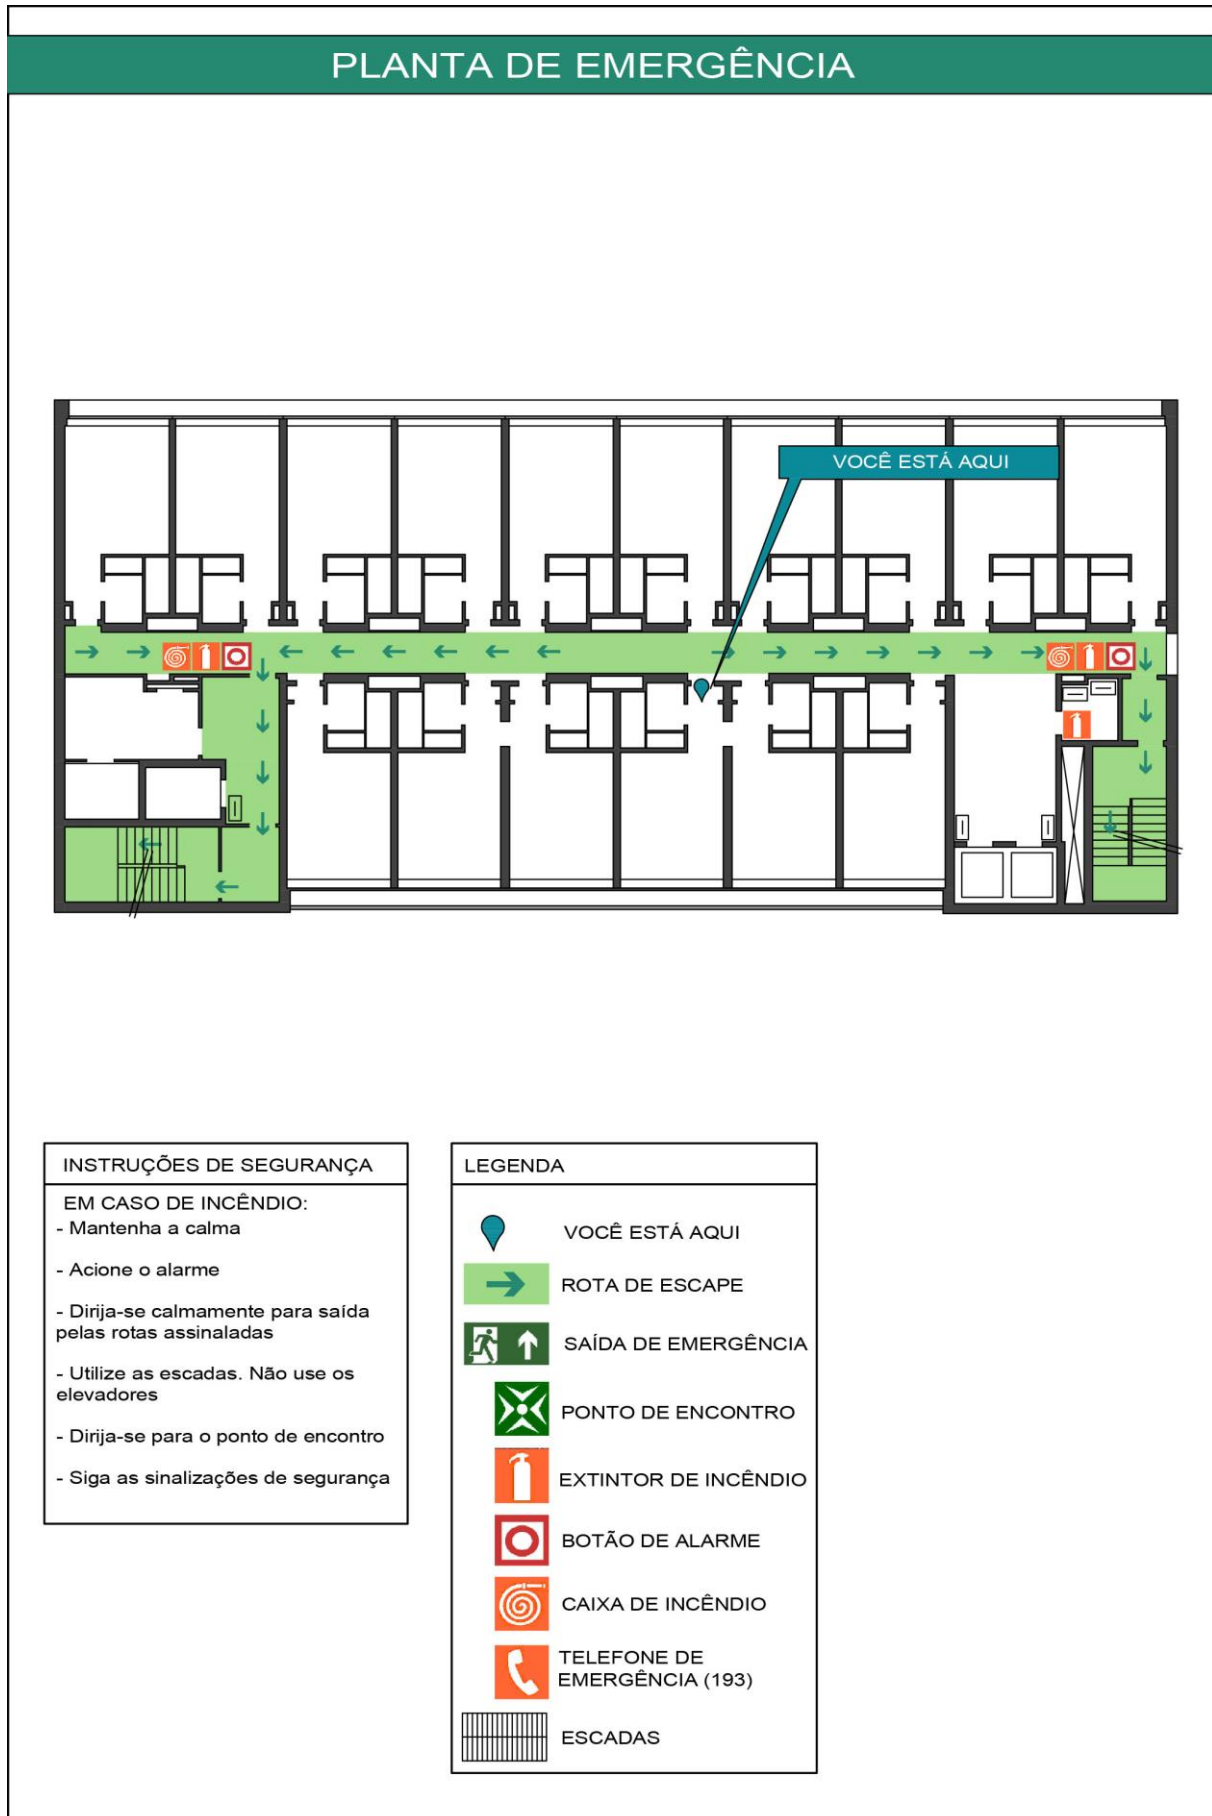 PLANTA DE EMERGÊNCIA
VOCÊ ESTÁ AQUI
INSTRUÇÕES DE SEGURANÇA
EM CASO DE INCÊNDIO:
- Mantenha a calma
- Acione o alarme
- Dirija-se calmamente para saída
pelas rotas assinaladas
- Utilize as escadas. Não use os
elevadores
- Dirija-se para o ponto de encontro
- Siga as sinalizações de segurança
LEGENDA
VOCÊ ESTÁ AQUI
ROTA DE ESCAPE
SAÍDA DE EMERGÊNCIA
PONTO DE ENCONTRO
EXTINTOR DE INCÊNDIO
BOTÃO DE ALARME
CAIXA DE INCÊNDIO
TELEFONE DE
EMERGÊNCIA (193)
ESCADAS